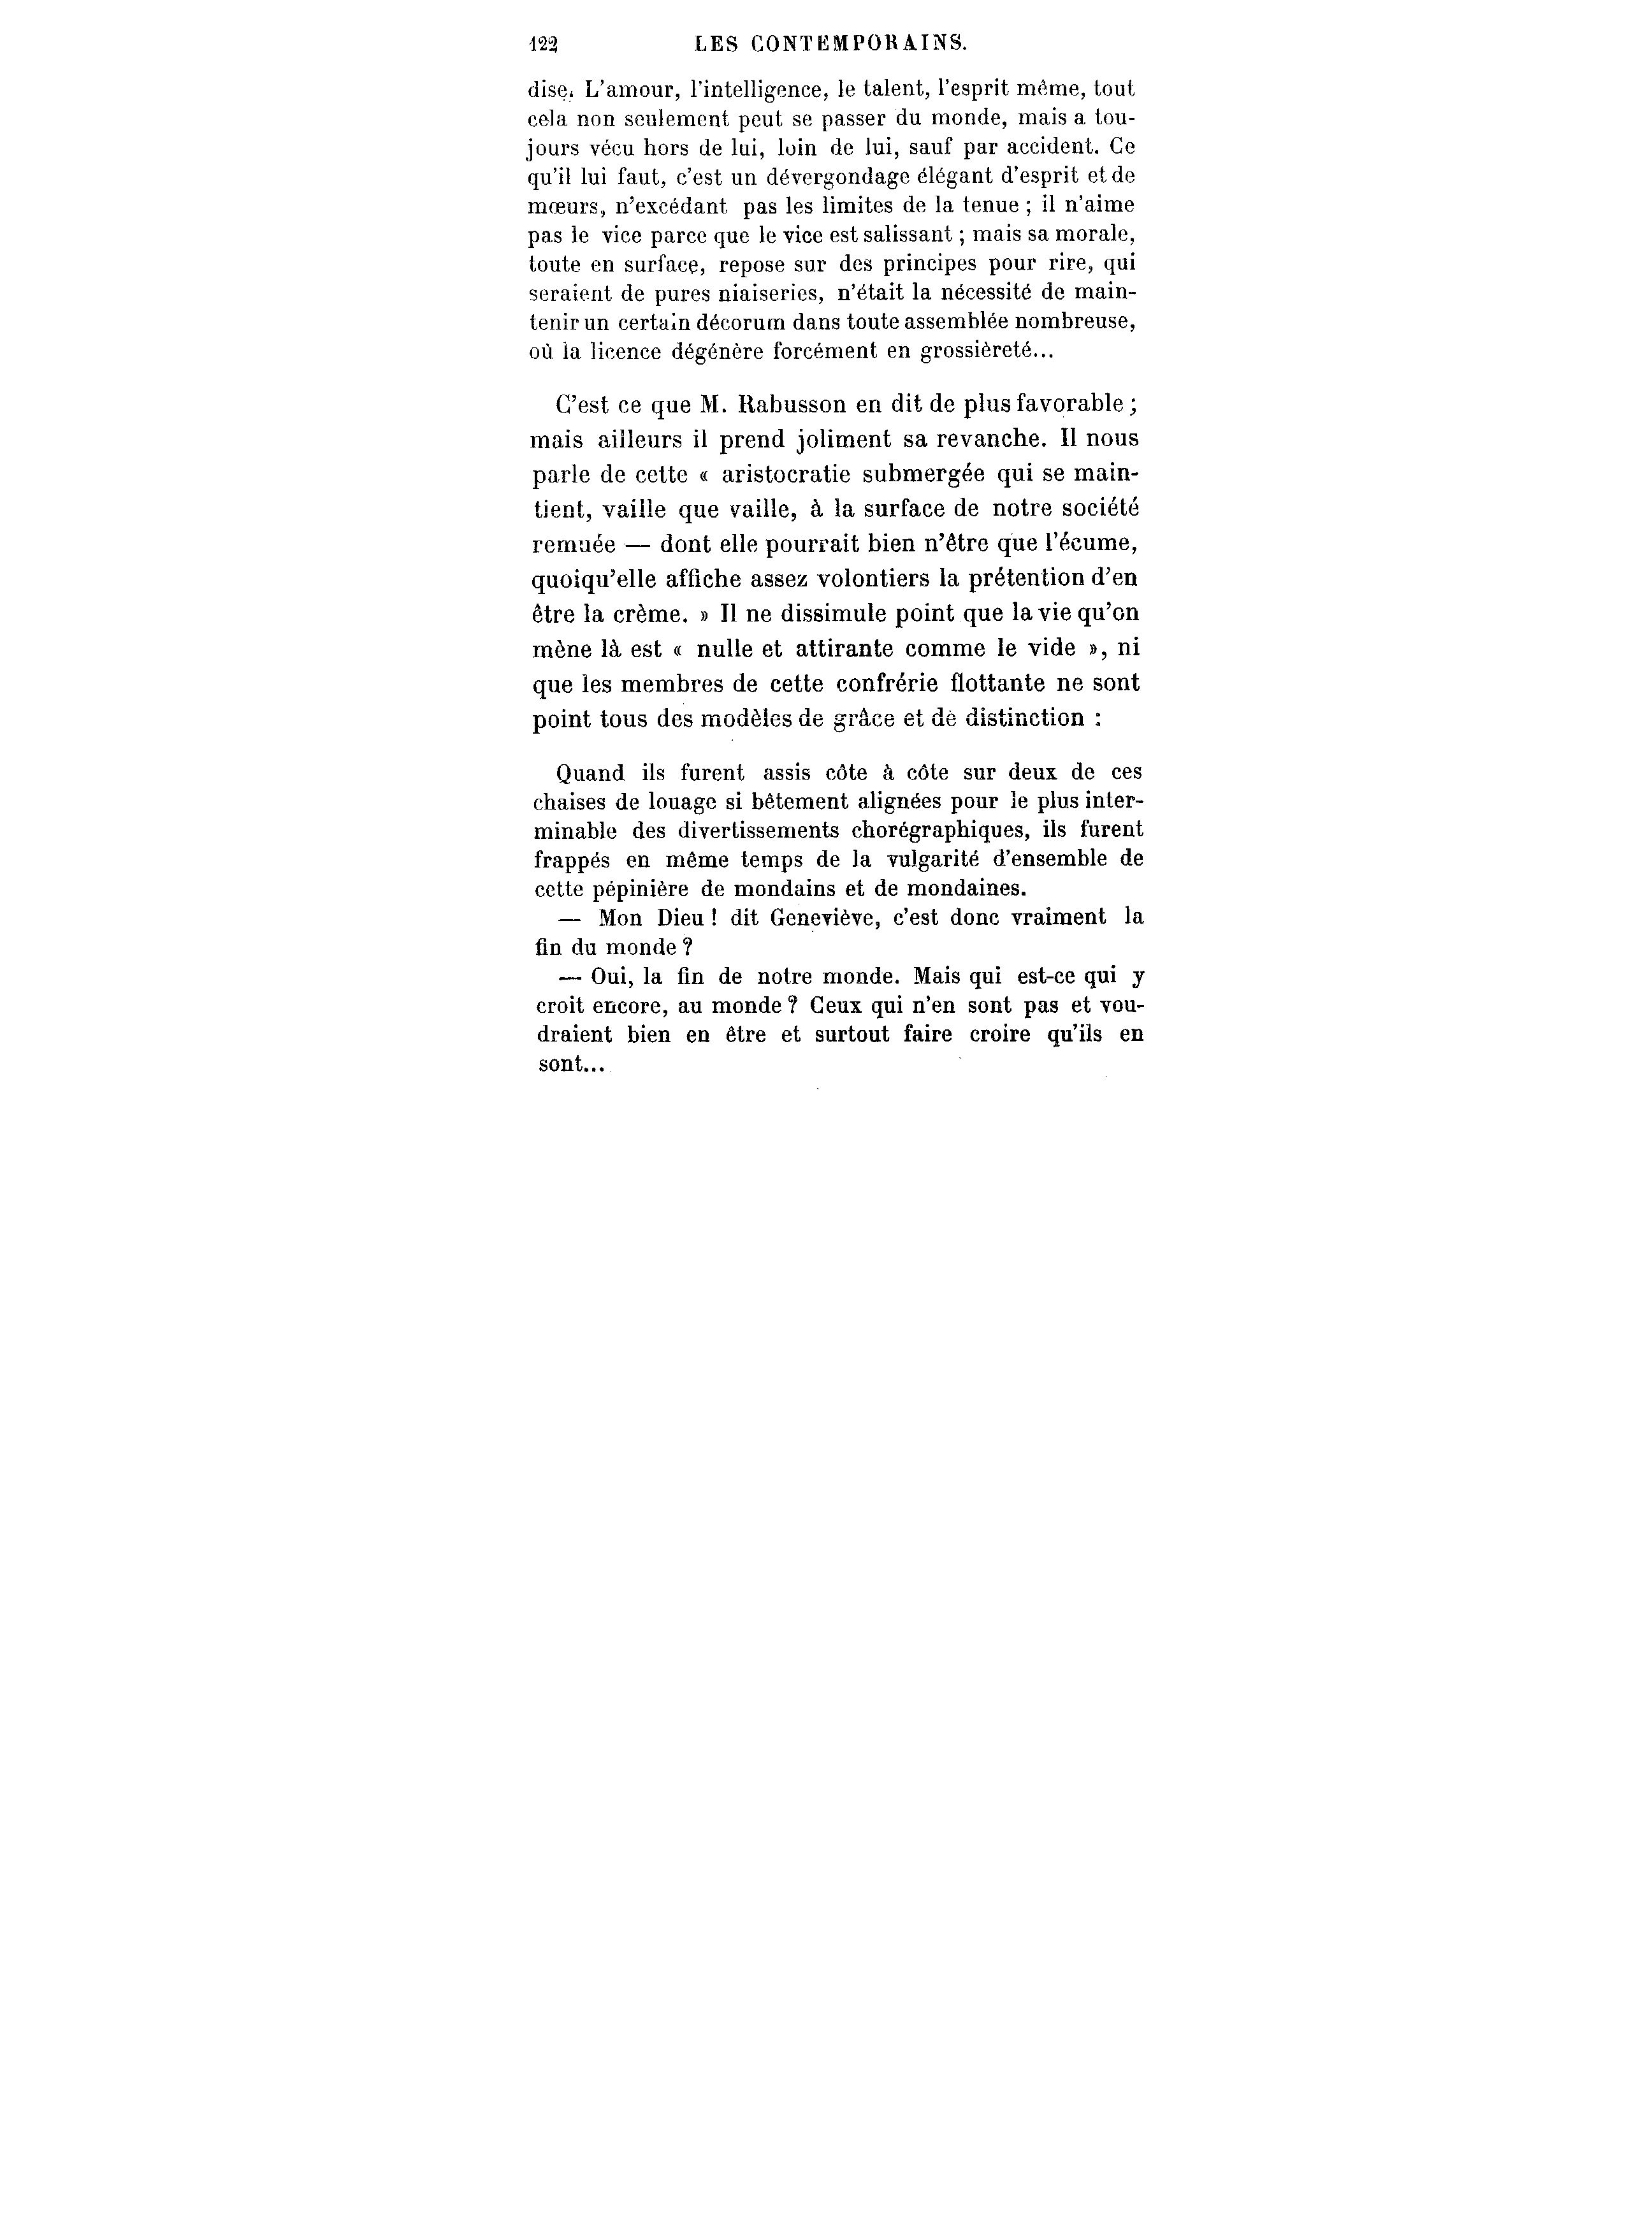 122 LES CONTEMPORAINS.
dise. L'amour, l'intelligence, le talent, l'esprit même, tout
cela non seulement peut se passer du monde, mais a tou-
jours vécu hors de lui, loin de lui, sauf par accident. Ce
qu'il lui faut, c'est un dévergondage élégant d'esprit et de
mœurs, n'excédant pas les limites de la tenue ; il n'aime
pas le vice parce que le vice est salissant ; mais sa morale,
toute en surface, repose sur des principes pour rire, qui
seraient de pures niaiseries, n'était la nécessité de main-
tenir un certain décorum dans toute assemblée nombreuse,
où la licence dégénère forcément en grossièreté...
C'est ce que M. Rabusson en dit de plus favorable ;
mais ailleurs il prend joliment sa revanche. Il nous
parle de cette « aristocratie submergée qui se main-
tient, vaille que vaille, à la surface de notre société
remuée — dont elle pourrait bien n'être que l'écume,
quoiqu'elle affiche assez volontiers la prétention d'en
être la crème. » Il ne dissimule point que la vie qu'on
mène là est « nulle et attirante comme le vide », ni
que les membres de cette confrérie flottante ne sont
point tous des modèles de grâce et de distinction :
Quand ils furent assis côte à côte sur deux de ces
chaises de louage si bêtement alignées pour le plus inter-
minable des divertissements chorégraphiques, ils furent
frappés en même temps de la vulgarité d'ensemble de
cette pépinière de mondains et de mondaines.
— Mon Dieu ! dit Geneviève, c'est donc vraiment la
fin du monde ?
— Oui, la fin de notre monde. Mais qui est-ce qui y
croit encore, au monde ? Ceux qui n'en sont pas et vou-
draient bien en être et surtout faire croire qu'ils en
sont...